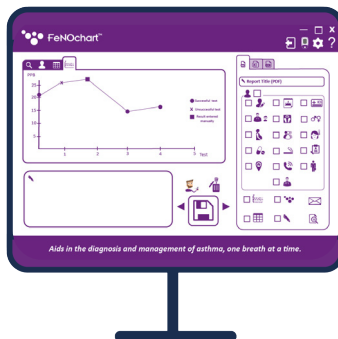 FeNOchart™
PPB
25
20
15
10
5
1 2 3 4 5 Test
Successful test
Unsuccessful test
Result entered
manually
Report Title (PDF)
Aids in the diagnosis and management of asthma, one breath at a time.